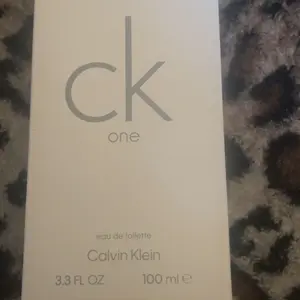 ck
one
eau de toilette
Calvin Klein
3.3 FL OZ 100 ml ℮